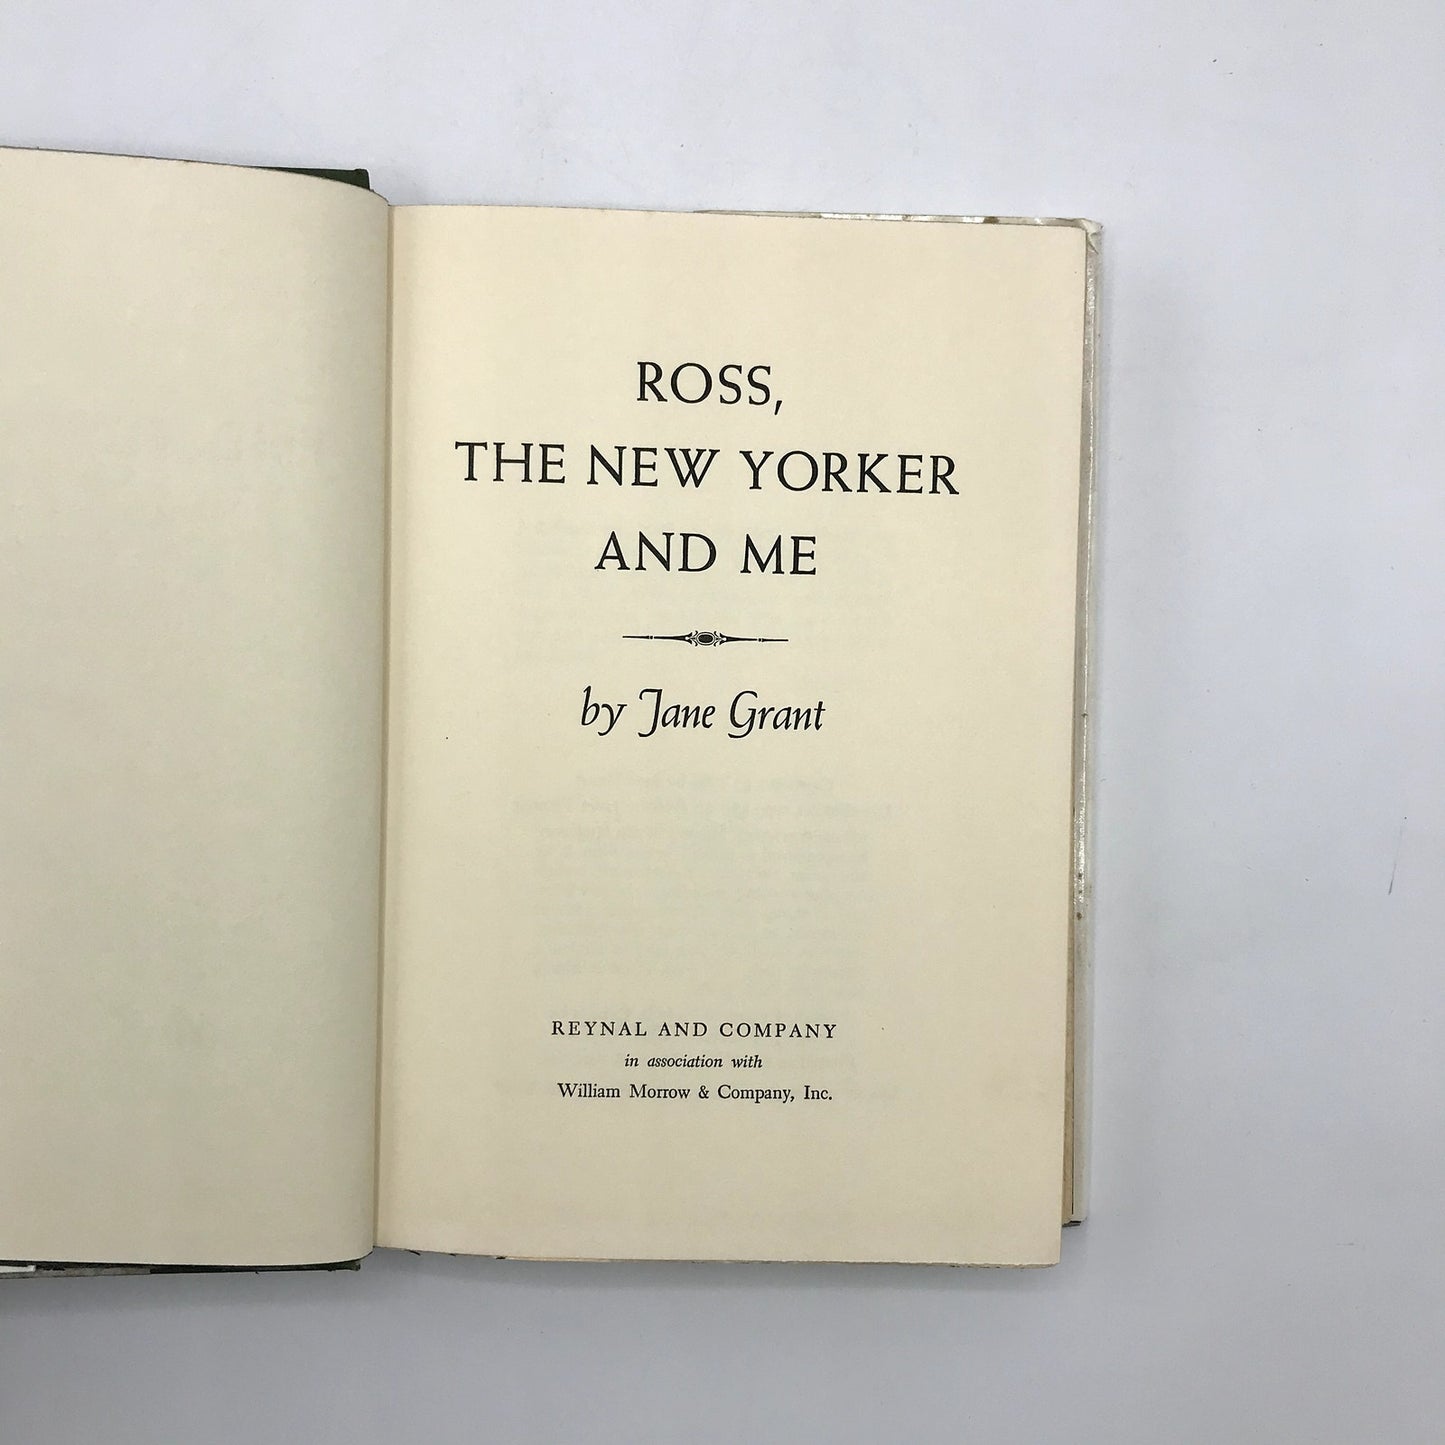 ROSS,
THE NEW YORKER
AND ME
by Jane Grant
REYNAL AND COMPANY
in association with
William Morrow & Company, Inc.